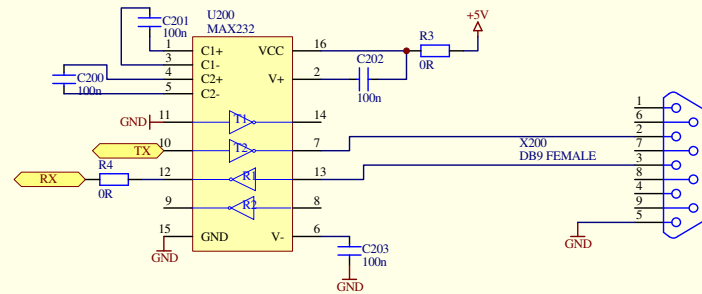 U200
MAX232
C201
100n
C200
100n
1
3
4
5
C1+
C1-
C2+
C2-
VCC
V+
16
2
C202
100n
R3
0R
+5V
GND
11
T1
14
TX
10
T2
7
RX
R4
0R
12
R1
13
9
R2
8
15
GND
V-
6
GND
C203
100n
GND
X200
DB9 FEMALE
1
6
2
7
3
8
4
9
5
GND